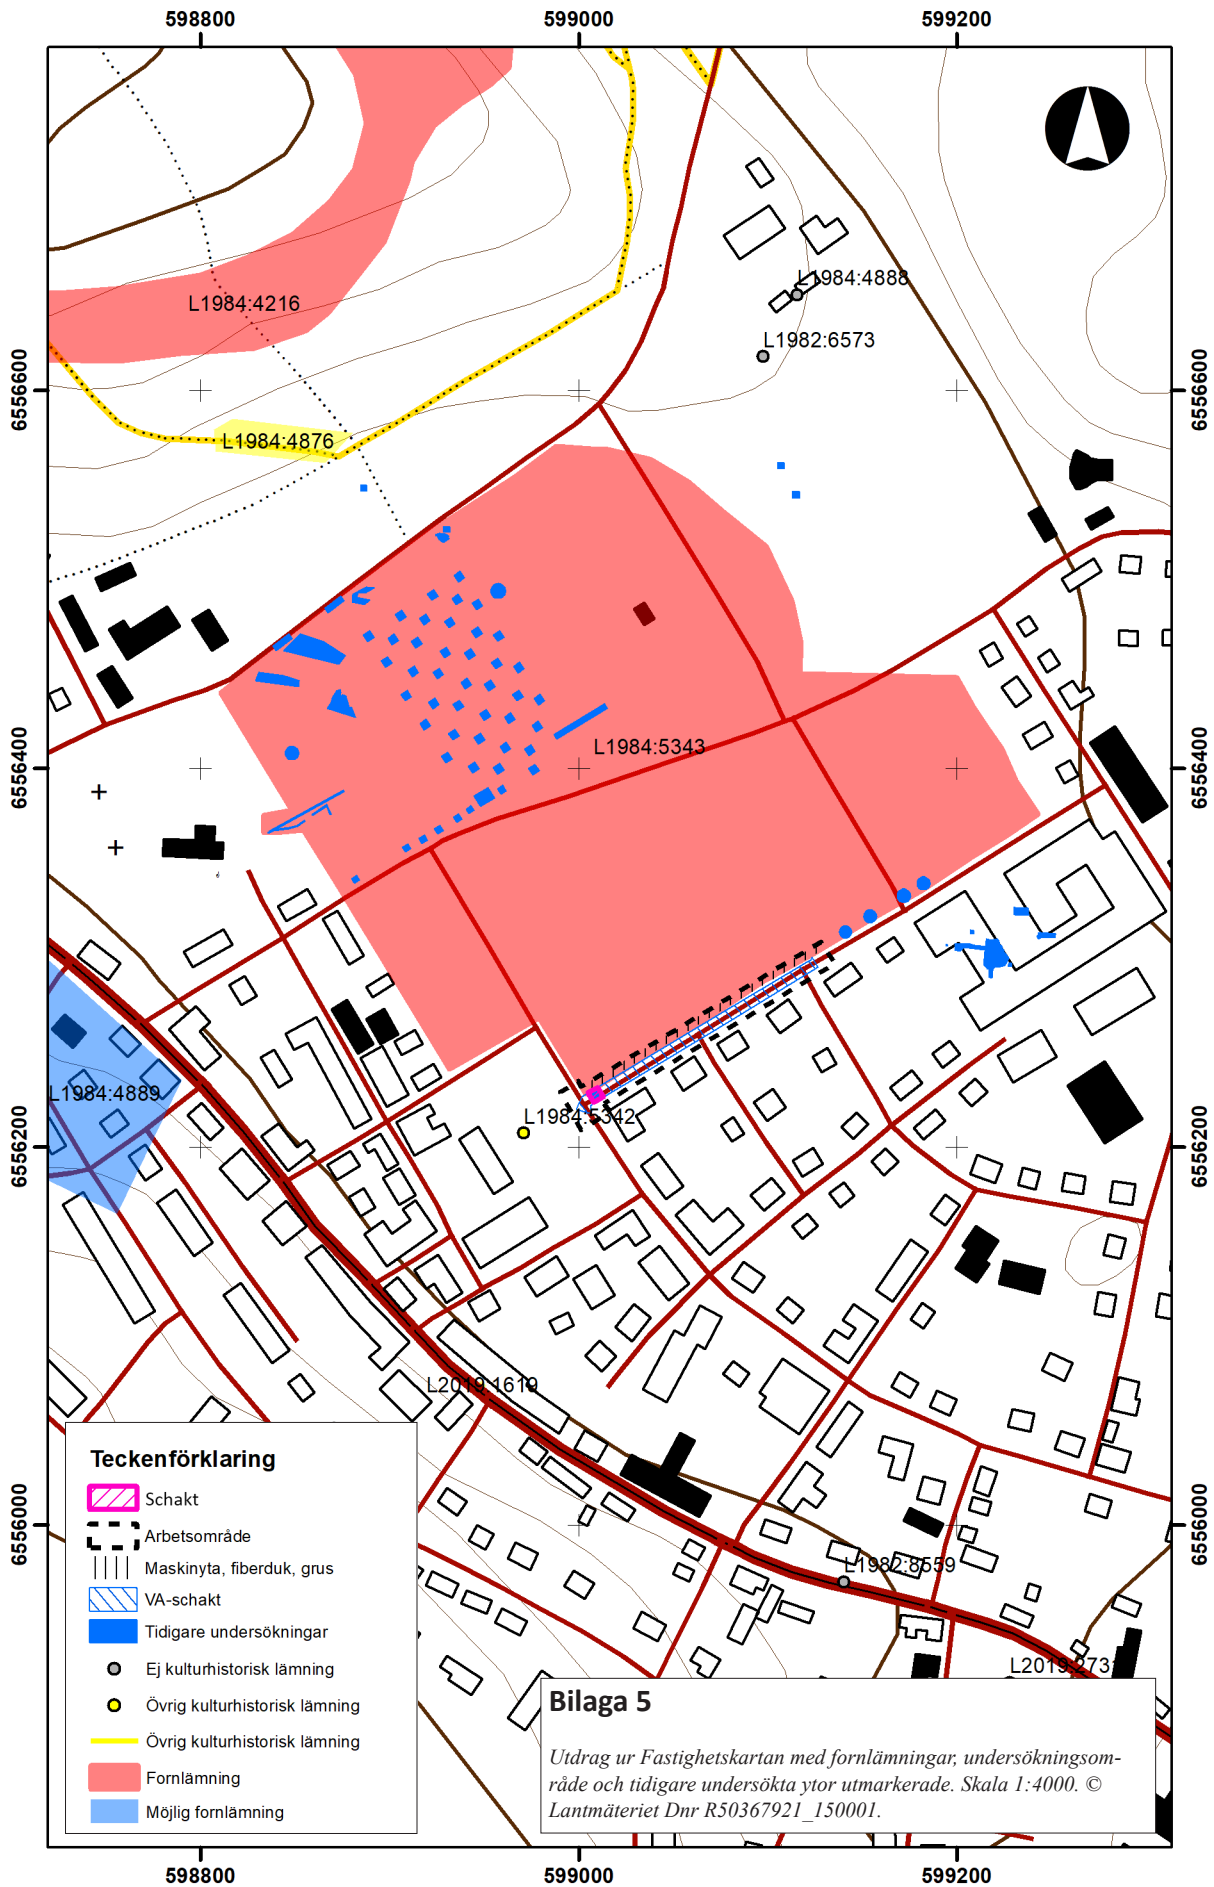 598800
599000
599200
L1984:4888
L1984:4216
L1982:6573
6556600
6556600
L1984:4876
L1984:5343
6556400
6556400
L1984:4889
L1984:5342
6556200
6556200
L2019:1619
Teckenförklaring
Schakt
Arbetsområde
Maskinyta, fiberduk, grus
VA-schakt
Tidigare undersökningar
Ej kulturhistorisk lämning
Övrig kulturhistorisk lämning
Övrig kulturhistorisk lämning
Fornlämning
Möjlig fornlämning
6556000
6556000
L1982:8559
L2019:2731
Bilaga 5
Utdrag ur Fastighetskartan med fornlämningar, undersökningsom-
råde och tidigare undersökta ytor utmarkerade. Skala 1:4000. ©
Lantmäteriet Dnr R50367921_150001.
598800
599000
599200